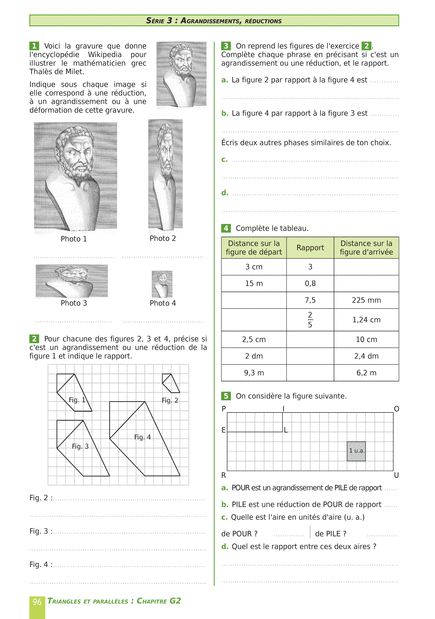 SÉRIE 3 : AGRANDISSEMENTS, RÉDUCTIONS
1 Voici la gravure que donne
l'encyclopédie Wikipedia pour
illustrer le mathématicien grec
Thalès de Milet.
Indique sous chaque image si
elle correspond à une réduction,
à un agrandissement ou à une
déformation de cette gravure.
Photo 1
Photo 2
Photo 3
Photo 4
2 Pour chacune des figures 2, 3 et 4, précise si
c'est un agrandissement ou une réduction de la
figure 1 et indique le rapport.
Fig. 1
Fig. 2
Fig. 3
Fig. 4
Fig. 2 :
Fig. 3 :
Fig. 4 :
3 On reprend les figures de l'exercice 2.
Complète chaque phrase en précisant si c'est un
agrandissement ou une réduction, et le rapport.
a. La figure 2 par rapport à la figure 4 est
b. La figure 4 par rapport à la figure 3 est
Écris deux autres phases similaires de ton choix.
c.
d.
4 Complète le tableau.
Distance sur la figure de départ Rapport Distance sur la figure d'arrivée
3 cm 3
15 m 0,8
7,5 225 mm
2/5 1,24 cm
2,5 cm 10 cm
2 dm 2,4 dm
9,3 m 6,2 m
5 On considère la figure suivante.
P I O
E L
1 u.a.
R U
a. POUR est un agrandissement de PILE de rapport
b. PILE est une réduction de POUR de rapport
c. Quelle est l'aire en unités d'aire (u. a.)
de POUR ? de PILE ?
d. Quel est le rapport entre ces deux aires ?
96 TRIANGLES ET PARALLÈLES : CHAPITRE G2